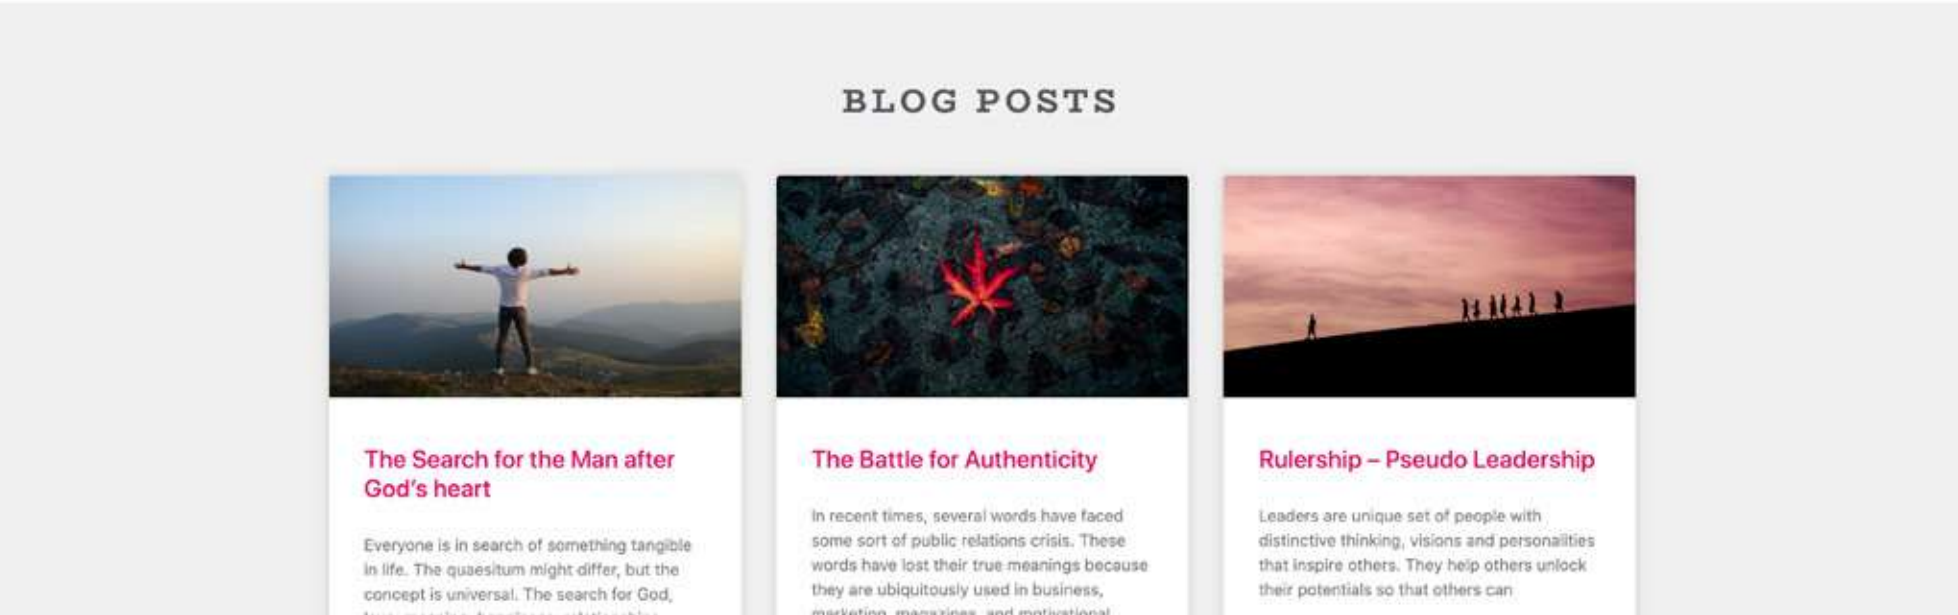 BLOG POSTS
The Search for the Man after
God's heart
Everyone is in search of something tangible
in life. The quaesitum might differ, but the
concept is universal. The search for God,
The Battle for Authenticity
In recent times, several words have faced
some sort of public relations crisis. These
words have lost their true meanings because
they are ubiquitously used in business,
marketing, magazines, and motivational
Rulership – Pseudo Leadership
Leaders are unique set of people with
distinctive thinking, visions and personalities
that inspire others. They help others unlock
their potentials so that others can